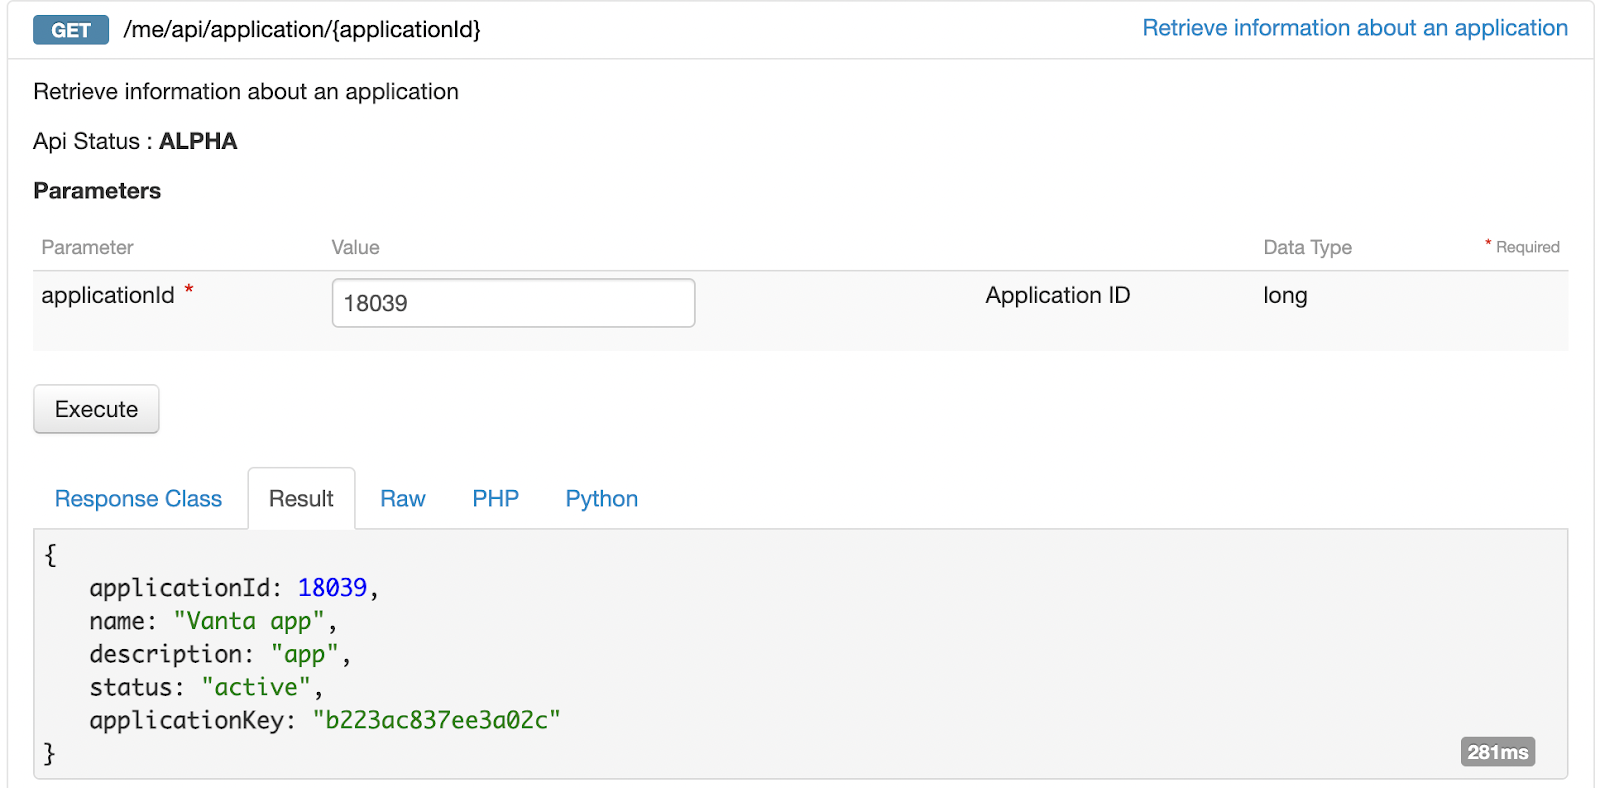 GET /me/api/application/{applicationId} Retrieve information about an application
Retrieve information about an application
Api Status : ALPHA
Parameters
Parameter Value Data Type * Required
applicationId * 18039 Application ID long
Execute
Response Class Result Raw PHP Python
{
applicationId: 18039,
name: "Vanta app",
description: "app",
status: "active",
applicationKey: "b223ac837ee3a02c"
}
281ms